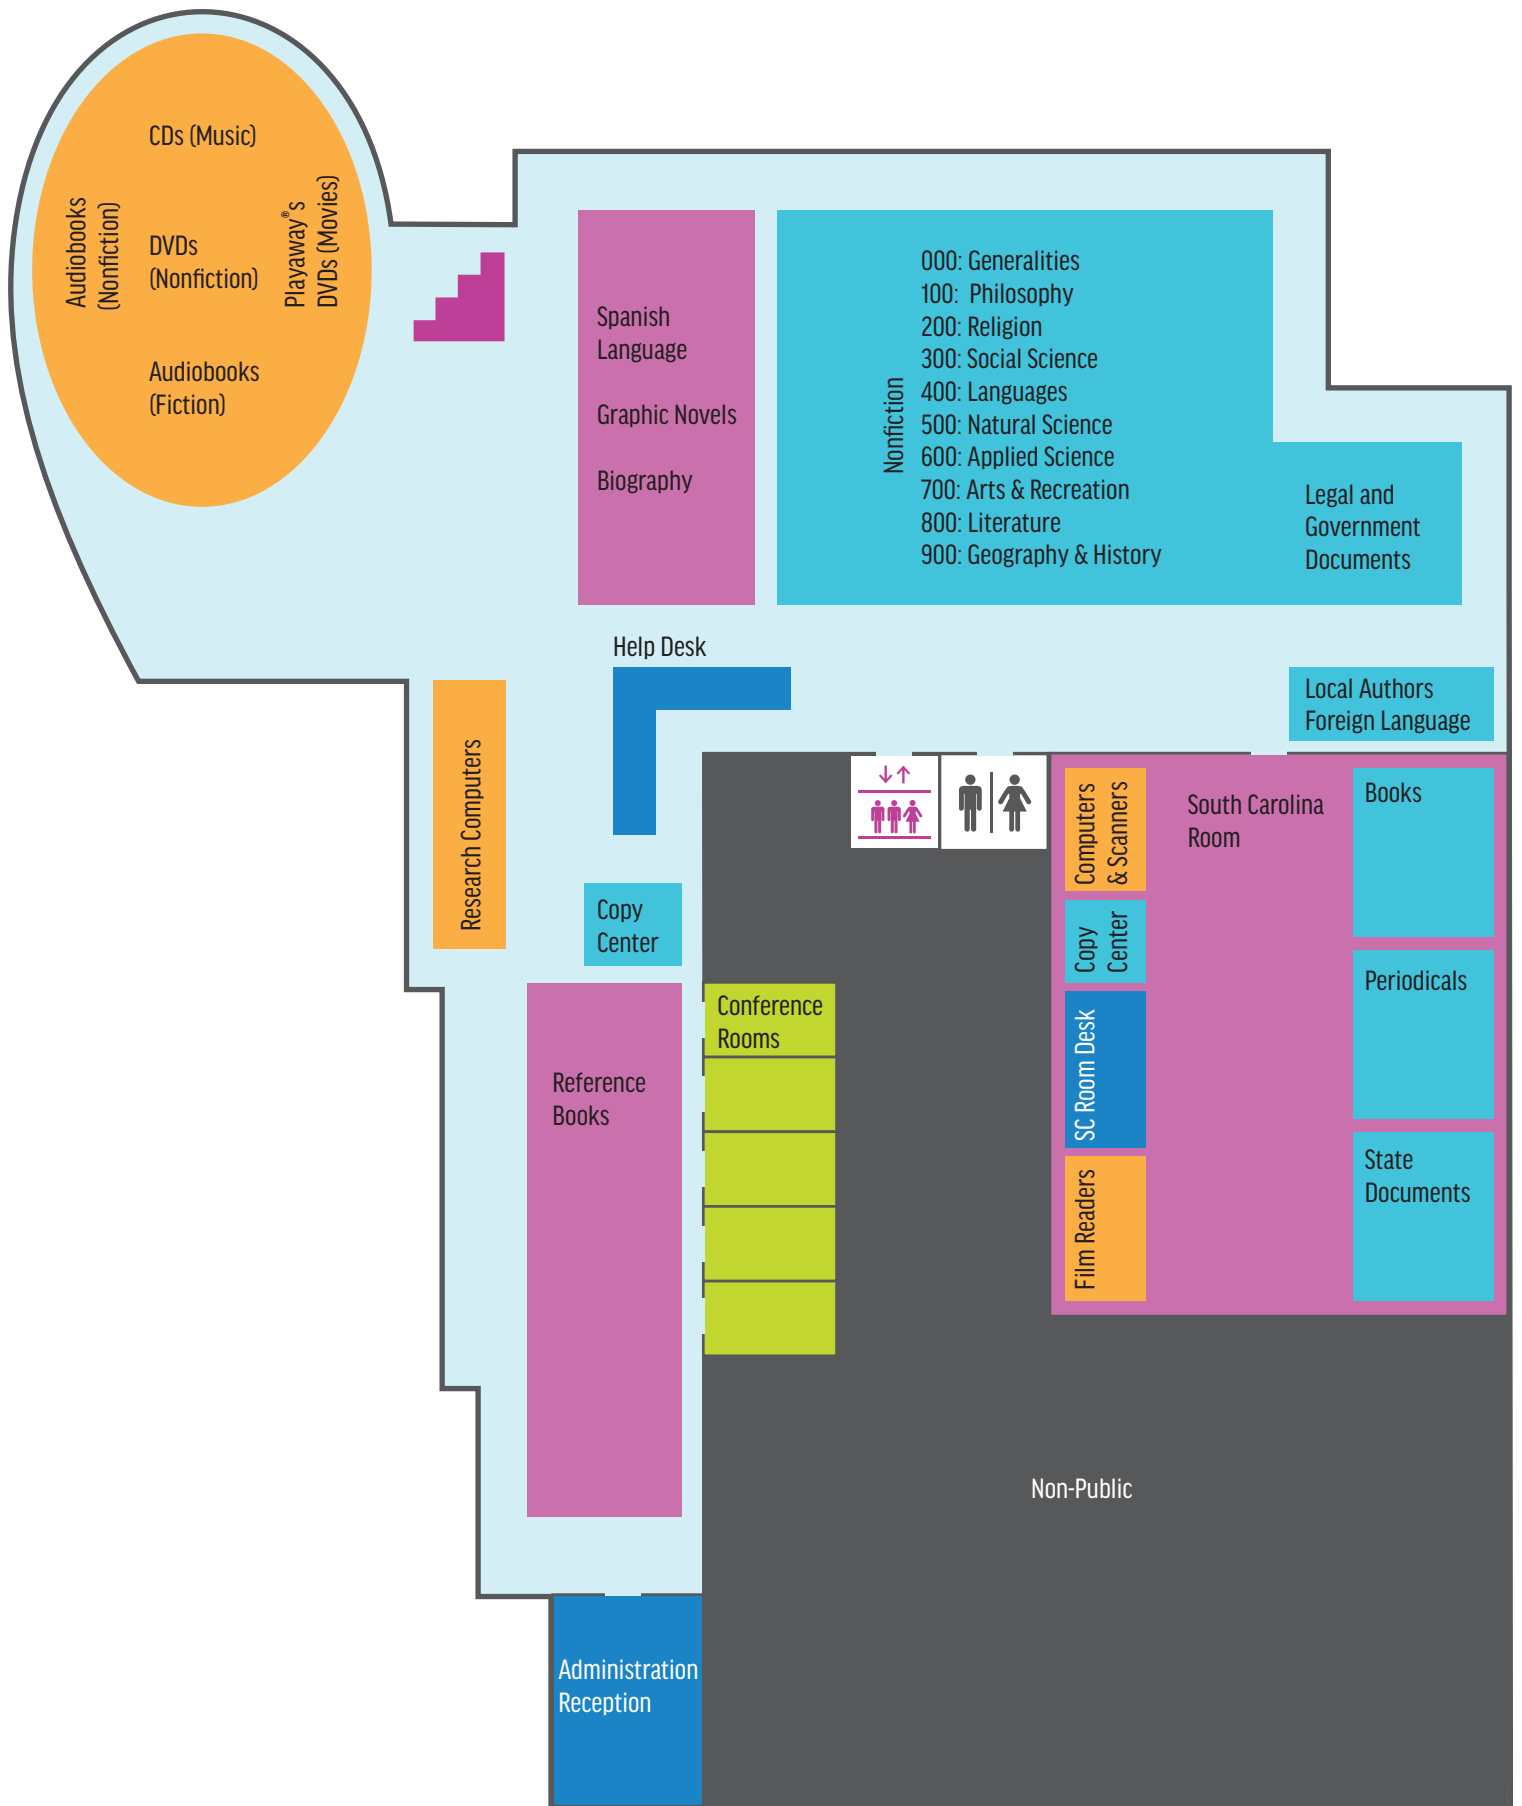 CDs (Music)
Audiobooks
(Nonfiction)
DVDs
(Nonfiction)
Playaway®s
DVDs (Movies)
Audiobooks
(Fiction)
Spanish
Language
Graphic Novels
Biography
Nonfiction
000: Generalities
100: Philosophy
200: Religion
300: Social Science
400: Languages
500: Natural Science
600: Applied Science
700: Arts & Recreation
800: Literature
900: Geography & History
Legal and
Government
Documents
Help Desk
Local Authors
Foreign Language
Research Computers
Copy
Center
Conference
Rooms
Reference
Books
Computers
& Scanners
South Carolina
Room
Books
Copy
Center
Periodicals
SC Room Desk
State
Documents
Film Readers
Non-Public
Administration
Reception